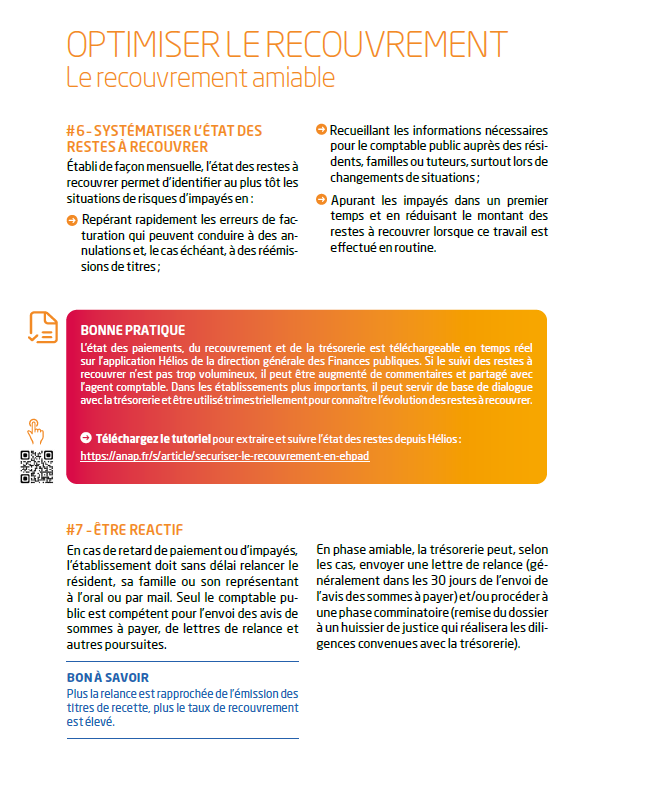 OPTIMISER LE RECOUVREMENT
Le recouvrement amiable
#6 - SYSTÉMATISER L'ÉTAT DES
RESTES À RECOUVRER
Établi de façon mensuelle, l'état des restes à
recouvrer permet d'identifier au plus tôt les
situations de risques d'impayés en :
Repérant rapidement les erreurs de fac-
turation qui peuvent conduire à des an-
nulations et, le cas échéant, à des réémis-
sions de titres ;
Recueillant les informations nécessaires
pour le comptable public auprès des rési-
dents, familles ou tuteurs, surtout lors de
changements de situations ;
Apurant les impayés dans un premier
temps et en réduisant le montant des
restes à recouvrer lorsque ce travail est
effectué en routine.
BONNE PRATIQUE
L'état des paiements, du recouvrement et de la trésorerie est téléchargeable en temps réel
sur l'application Hélios de la direction générale des Finances publiques. Si le suivi des restes à
recouvrer n'est pas trop volumineux, il peut être augmenté de commentaires et partagé avec
l'agent comptable. Dans les établissements plus importants, il peut servir de base de dialogue
avec la trésorerie et être utilisé trimestriellement pour connaître l'évolution des restes à recouvrer.
Téléchargez le tutoriel pour extraire et suivre l'état des restes depuis Hélios :
https://anap.fr/s/article/securiser-le-recouvrement-en-ehpad
#7 - ÊTRE REACTIF
En cas de retard de paiement ou d'impayés,
l'établissement doit sans délai relancer le
résident, sa famille ou son représentant
à l'oral ou par mail. Seul le comptable pu-
blic est compétent pour l'envoi des avis de
sommes à payer, de lettres de relance et
autres poursuites.
BON À SAVOIR
Plus la relance est rapprochée de l'émission des
titres de recette, plus le taux de recouvrement
est élevé.
En phase amiable, la trésorerie peut, selon
les cas, envoyer une lettre de relance (gé-
néralement dans les 30 jours de l'envoi de
l'avis des sommes à payer) et/ou procéder à
une phase comminatoire (remise du dossier
à un huissier de justice qui réalisera les dili-
gences convenues avec la trésorerie).